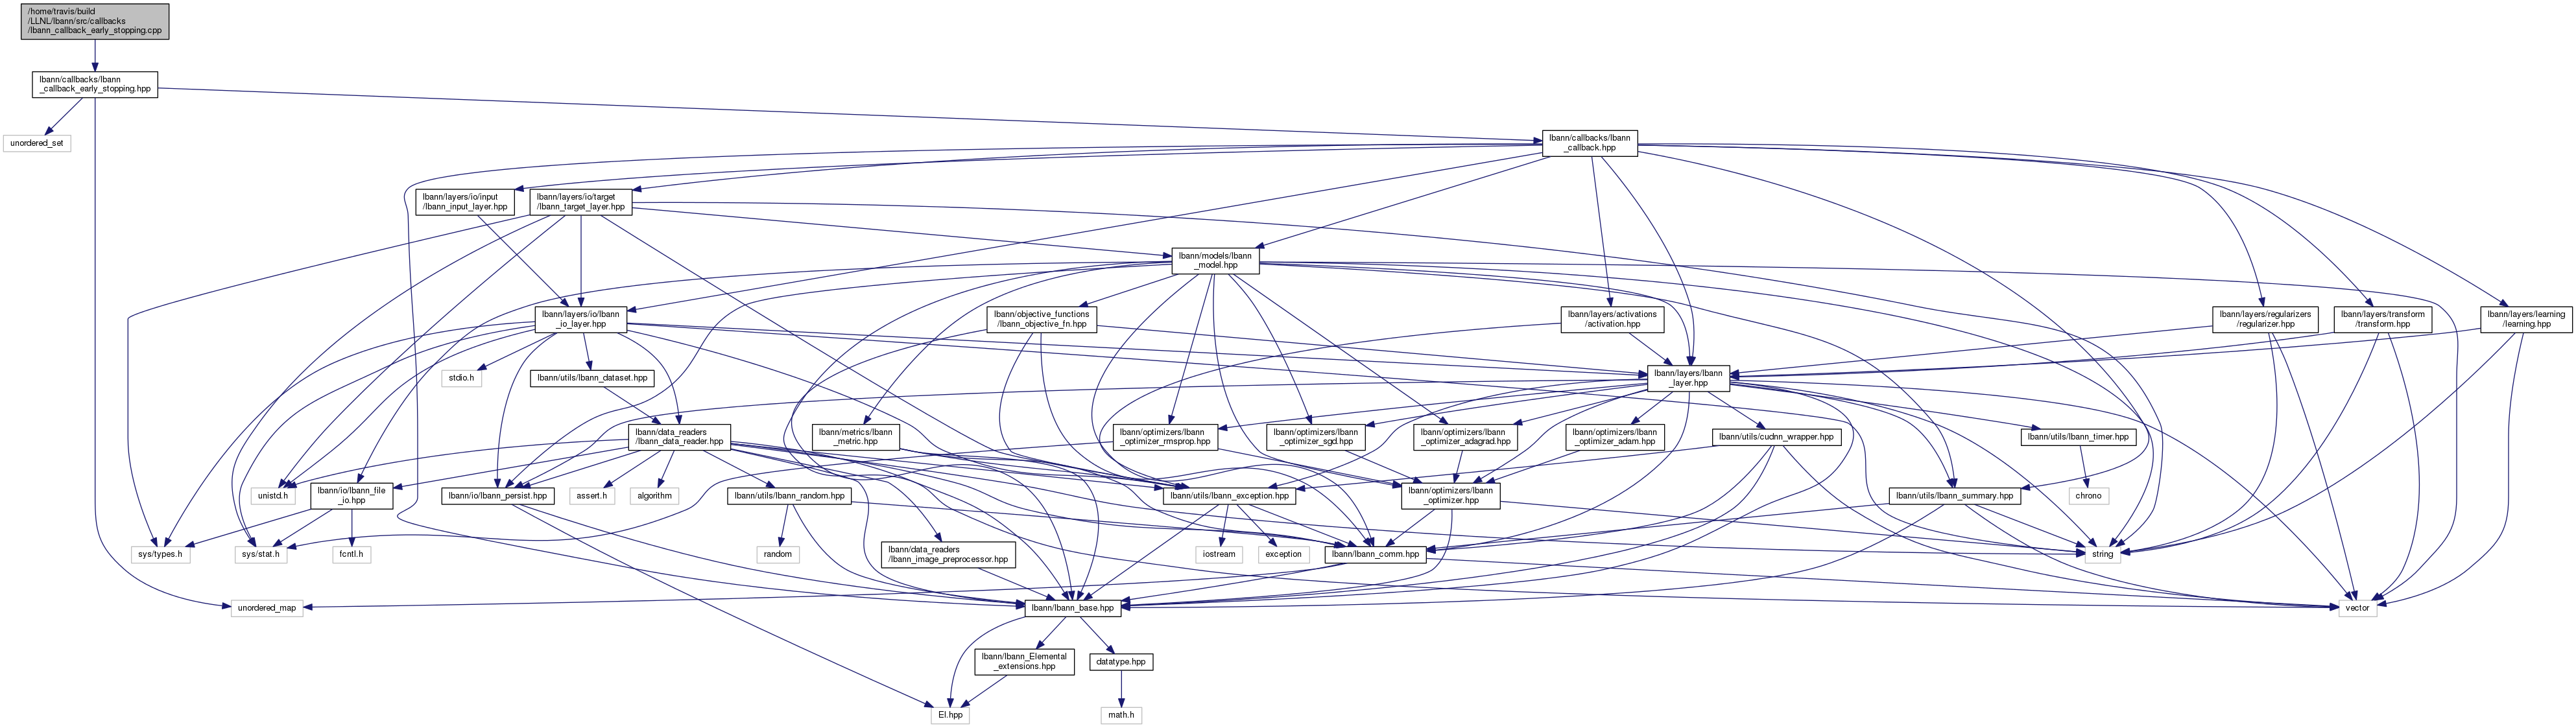 /home/travis/build
/LLNL/lbann/src/callbacks
/lbann_callback_early_stopping.cpp
lbann/callbacks/lbann
_callback_early_stopping.hpp
unordered_set
lbann/callbacks/lbann
_callback.hpp
lbann/layers/io/input
/lbann_input_layer.hpp
lbann/layers/io/target
/lbann_target_layer.hpp
lbann/models/lbann
_model.hpp
lbann/layers/io/lbann
_io_layer.hpp
lbann/objective_functions
/lbann_objective_fn.hpp
lbann/layers/activations
/activation.hpp
lbann/layers/regularizers
/regularizer.hpp
lbann/layers/transform
/transform.hpp
lbann/layers/learning
/learning.hpp
stdio.h
lbann/utils/lbann_dataset.hpp
lbann/layers/lbann
_layer.hpp
lbann/data_readers
/lbann_data_reader.hpp
lbann/metrics/lbann
_metric.hpp
lbann/optimizers/lbann
_optimizer_rmsprop.hpp
lbann/optimizers/lbann
_optimizer_sgd.hpp
lbann/optimizers/lbann
_optimizer_adagrad.hpp
lbann/optimizers/lbann
_optimizer_adam.hpp
lbann/utils/cudnn_wrapper.hpp
lbann/utils/lbann_timer.hpp
unistd.h
lbann/io/lbann_file
_io.hpp
lbann/io/lbann_persist.hpp
assert.h
algorithm
lbann/utils/lbann_random.hpp
lbann/utils/lbann_exception.hpp
lbann/optimizers/lbann
_optimizer.hpp
lbann/utils/lbann_summary.hpp
chrono
sys/types.h
sys/stat.h
fcntl.h
random
lbann/data_readers
/lbann_image_preprocessor.hpp
iostream
exception
lbann/lbann_comm.hpp
string
unordered_map
lbann/lbann_base.hpp
vector
lbann/lbann_Elemental
_extensions.hpp
datatype.hpp
El.hpp
math.h